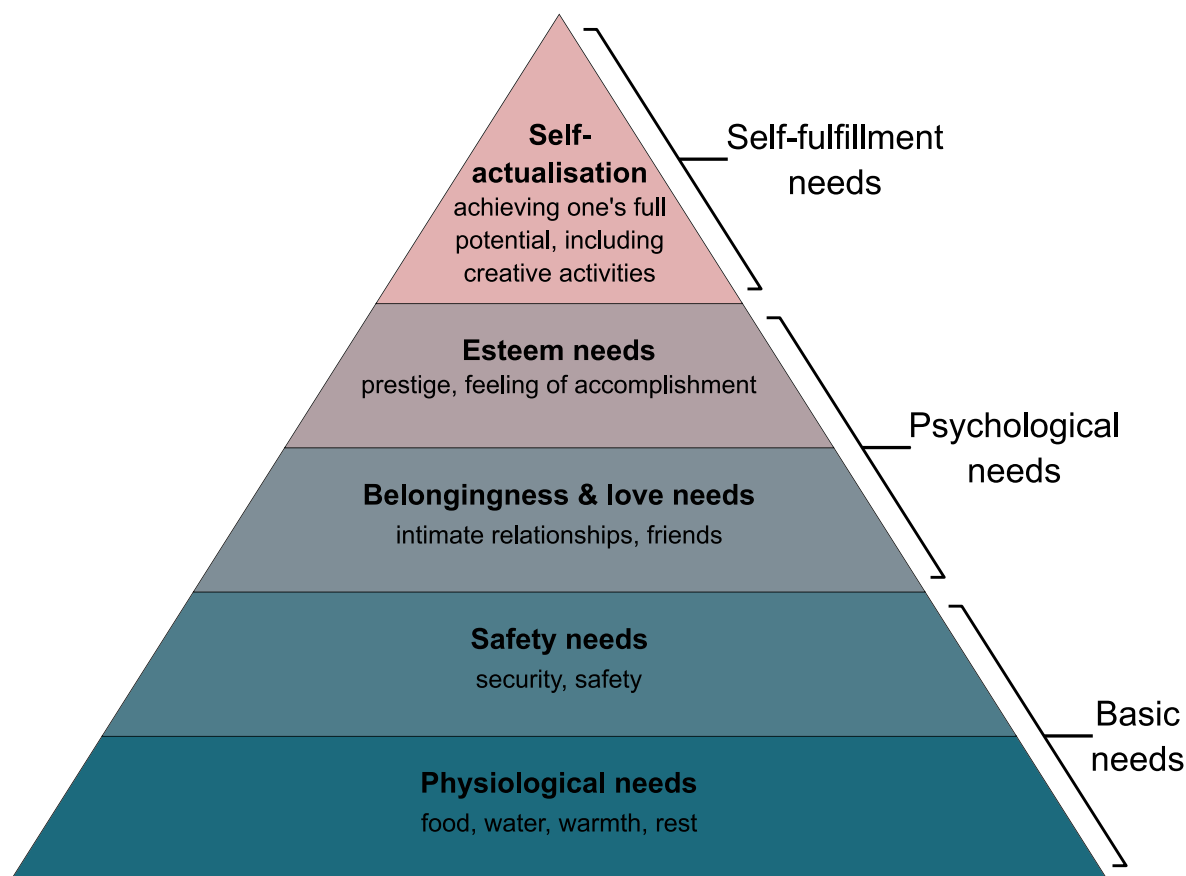 Self-
actualisation
achieving one's full
potential, including
creative activities
Self-fulfillment
needs
Esteem needs
prestige, feeling of accomplishment
Belongingness & love needs
intimate relationships, friends
Psychological
needs
Safety needs
security, safety
Physiological needs
food, water, warmth, rest
Basic
needs